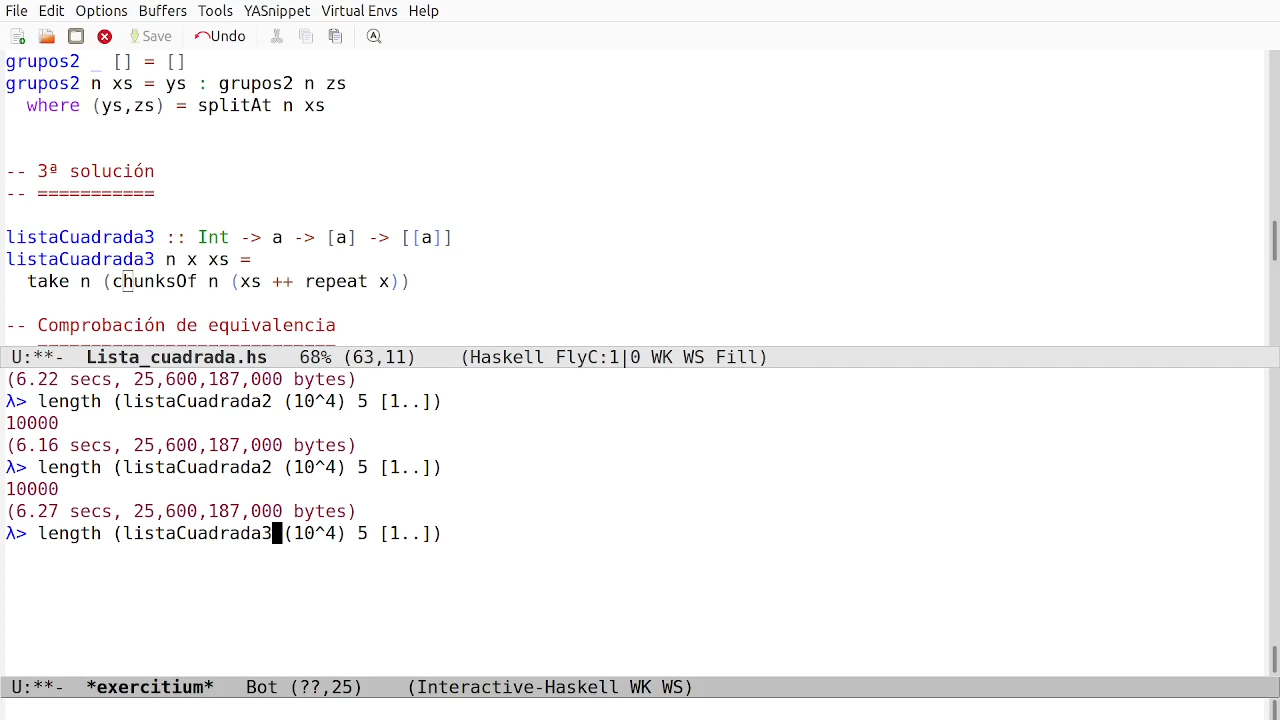 File Edit Options Buffers Tools YASnippet Virtual Envs Help
Save Undo
grupos2 _ [] = []
grupos2 n xs = ys : grupos2 n zs
  where (ys,zs) = splitAt n xs
-- 3ª solución
-- ===========
listaCuadrada3 :: Int -> a -> [a] -> [[a]]
listaCuadrada3 n x xs =
  take n (chunksOf n (xs ++ repeat x))
-- Comprobación de equivalencia
-- ============================
U:**-  Lista_cuadrada.hs   68% (63,11)    (Haskell FlyC:1|0 WK WS Fill)
(6.22 secs, 25,600,187,000 bytes)
λ> length (listaCuadrada2 (10^4) 5 [1..])
10000
(6.16 secs, 25,600,187,000 bytes)
λ> length (listaCuadrada2 (10^4) 5 [1..])
10000
(6.27 secs, 25,600,187,000 bytes)
λ> length (listaCuadrada3 (10^4) 5 [1..])
U:**-  *exercitium*   Bot (??,25)    (Interactive-Haskell WK WS)